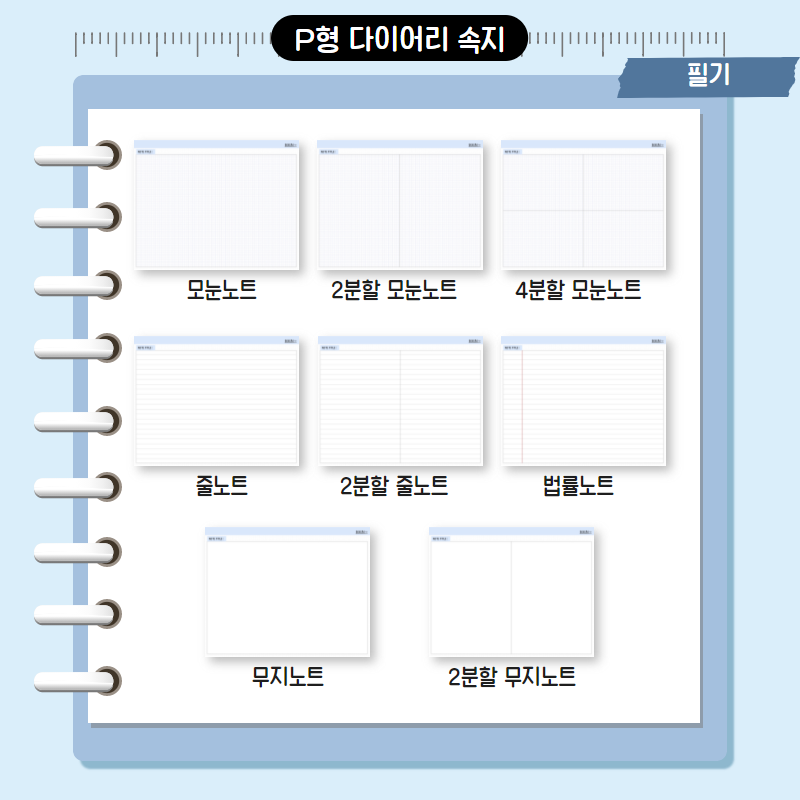 P형 다이어리 속지
필기
모눈노트
2분할 모눈노트
4분할 모눈노트
줄노트
2분할 줄노트
법률노트
무지노트
2분할 무지노트